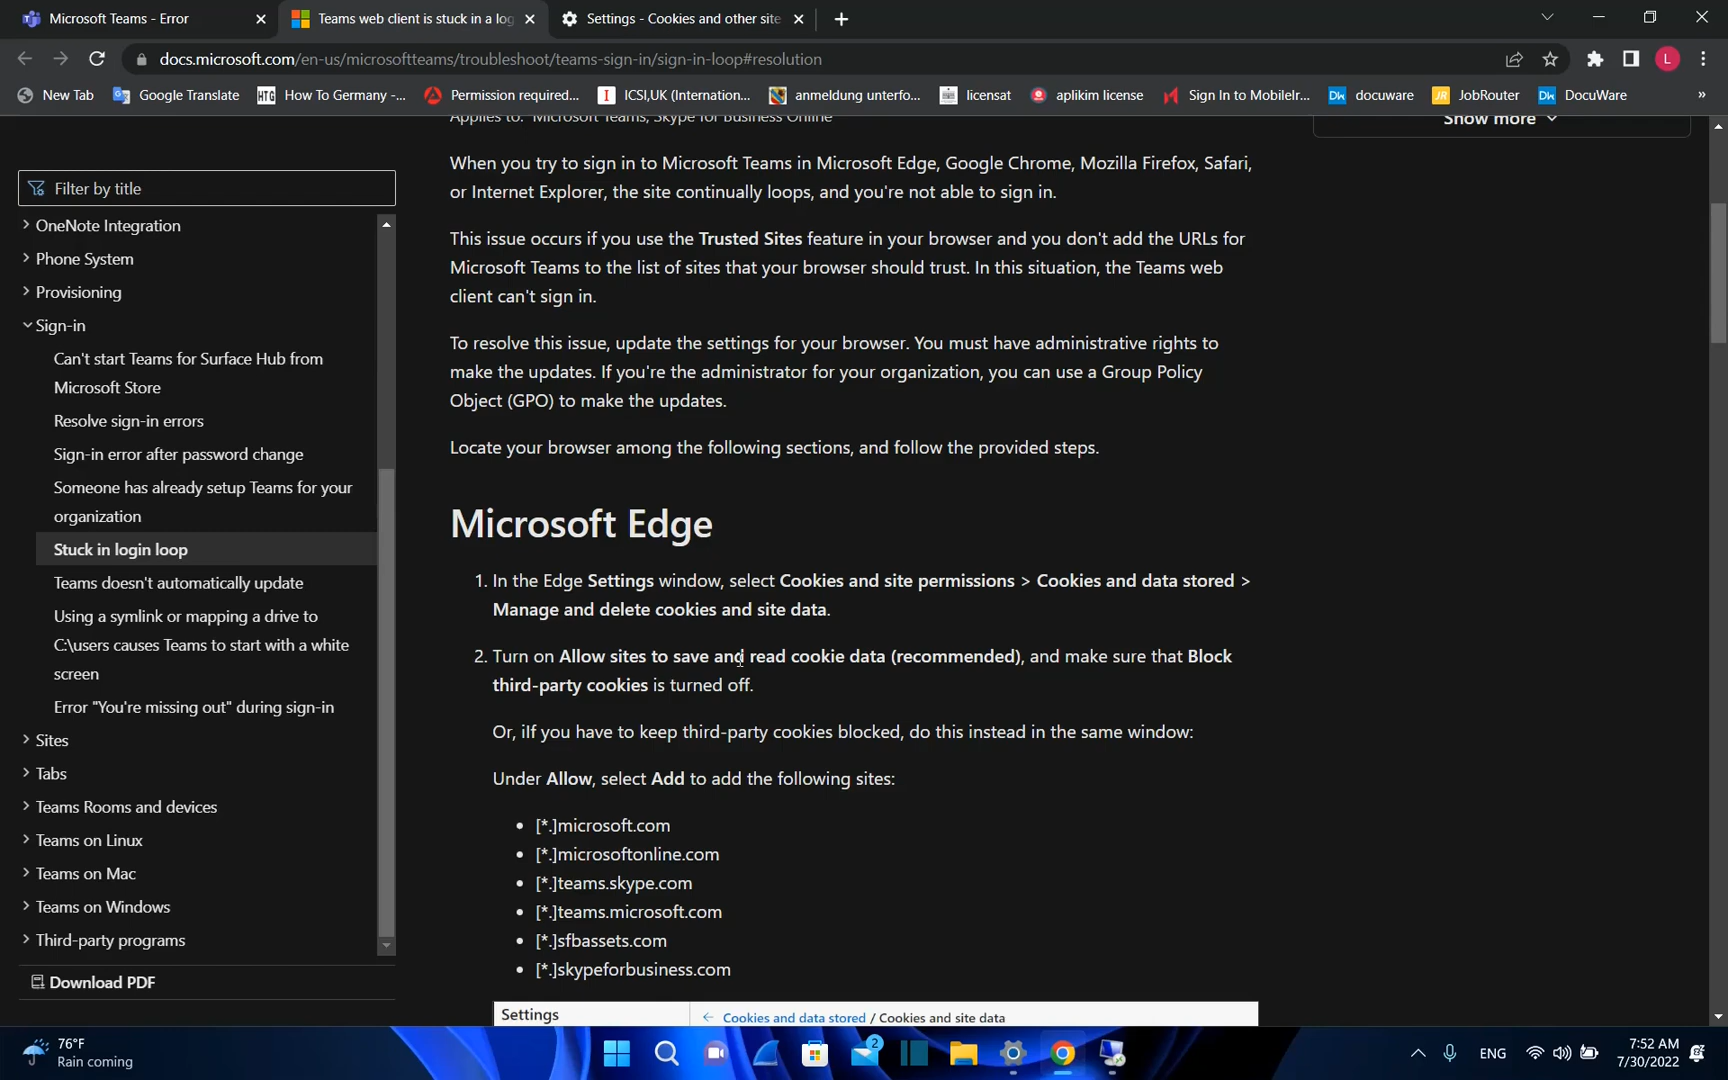 Microsoft Teams - Error
Teams web client is stuck in a log
Settings - Cookies and other site
docs.microsoft.com/en-us/microsoftteams/troubleshoot/teams-sign-in/sign-in-loop#resolution
L
New Tab
Google Translate
HTG How To Germany -...
Permission required...
I ICSI,UK (Internation...
anmeldung unterfo...
licensat
aplikim license
Sign In to MobileIr...
DW docuware
JR JobRouter
DW DocuWare
»
Applies to: Microsoft Teams, Skype for Business Online
Show more
Filter by title
OneNote Integration
Phone System
Provisioning
Sign-in
Can't start Teams for Surface Hub from
Microsoft Store
Resolve sign-in errors
Sign-in error after password change
Someone has already setup Teams for your
organization
Stuck in login loop
Teams doesn't automatically update
Using a symlink or mapping a drive to
C:\users causes Teams to start with a white
screen
Error "You're missing out" during sign-in
Sites
Tabs
Teams Rooms and devices
Teams on Linux
Teams on Mac
Teams on Windows
Third-party programs
Download PDF
When you try to sign in to Microsoft Teams in Microsoft Edge, Google Chrome, Mozilla Firefox, Safari,
or Internet Explorer, the site continually loops, and you're not able to sign in.
This issue occurs if you use the Trusted Sites feature in your browser and you don't add the URLs for
Microsoft Teams to the list of sites that your browser should trust. In this situation, the Teams web
client can't sign in.
To resolve this issue, update the settings for your browser. You must have administrative rights to
make the updates. If you're the administrator for your organization, you can use a Group Policy
Object (GPO) to make the updates.
Locate your browser among the following sections, and follow the provided steps.
Microsoft Edge
1. In the Edge Settings window, select Cookies and site permissions > Cookies and data stored >
Manage and delete cookies and site data.
2. Turn on Allow sites to save and read cookie data (recommended), and make sure that Block
third-party cookies is turned off.
Or, iIf you have to keep third-party cookies blocked, do this instead in the same window:
Under Allow, select Add to add the following sites:
• [*.]microsoft.com
• [*.]microsoftonline.com
• [*.]teams.skype.com
• [*.]teams.microsoft.com
• [*.]sfbassets.com
• [*.]skypeforbusiness.com
Settings
← Cookies and data stored / Cookies and site data
76°F
Rain coming
2
ENG
7:52 AM
7/30/2022